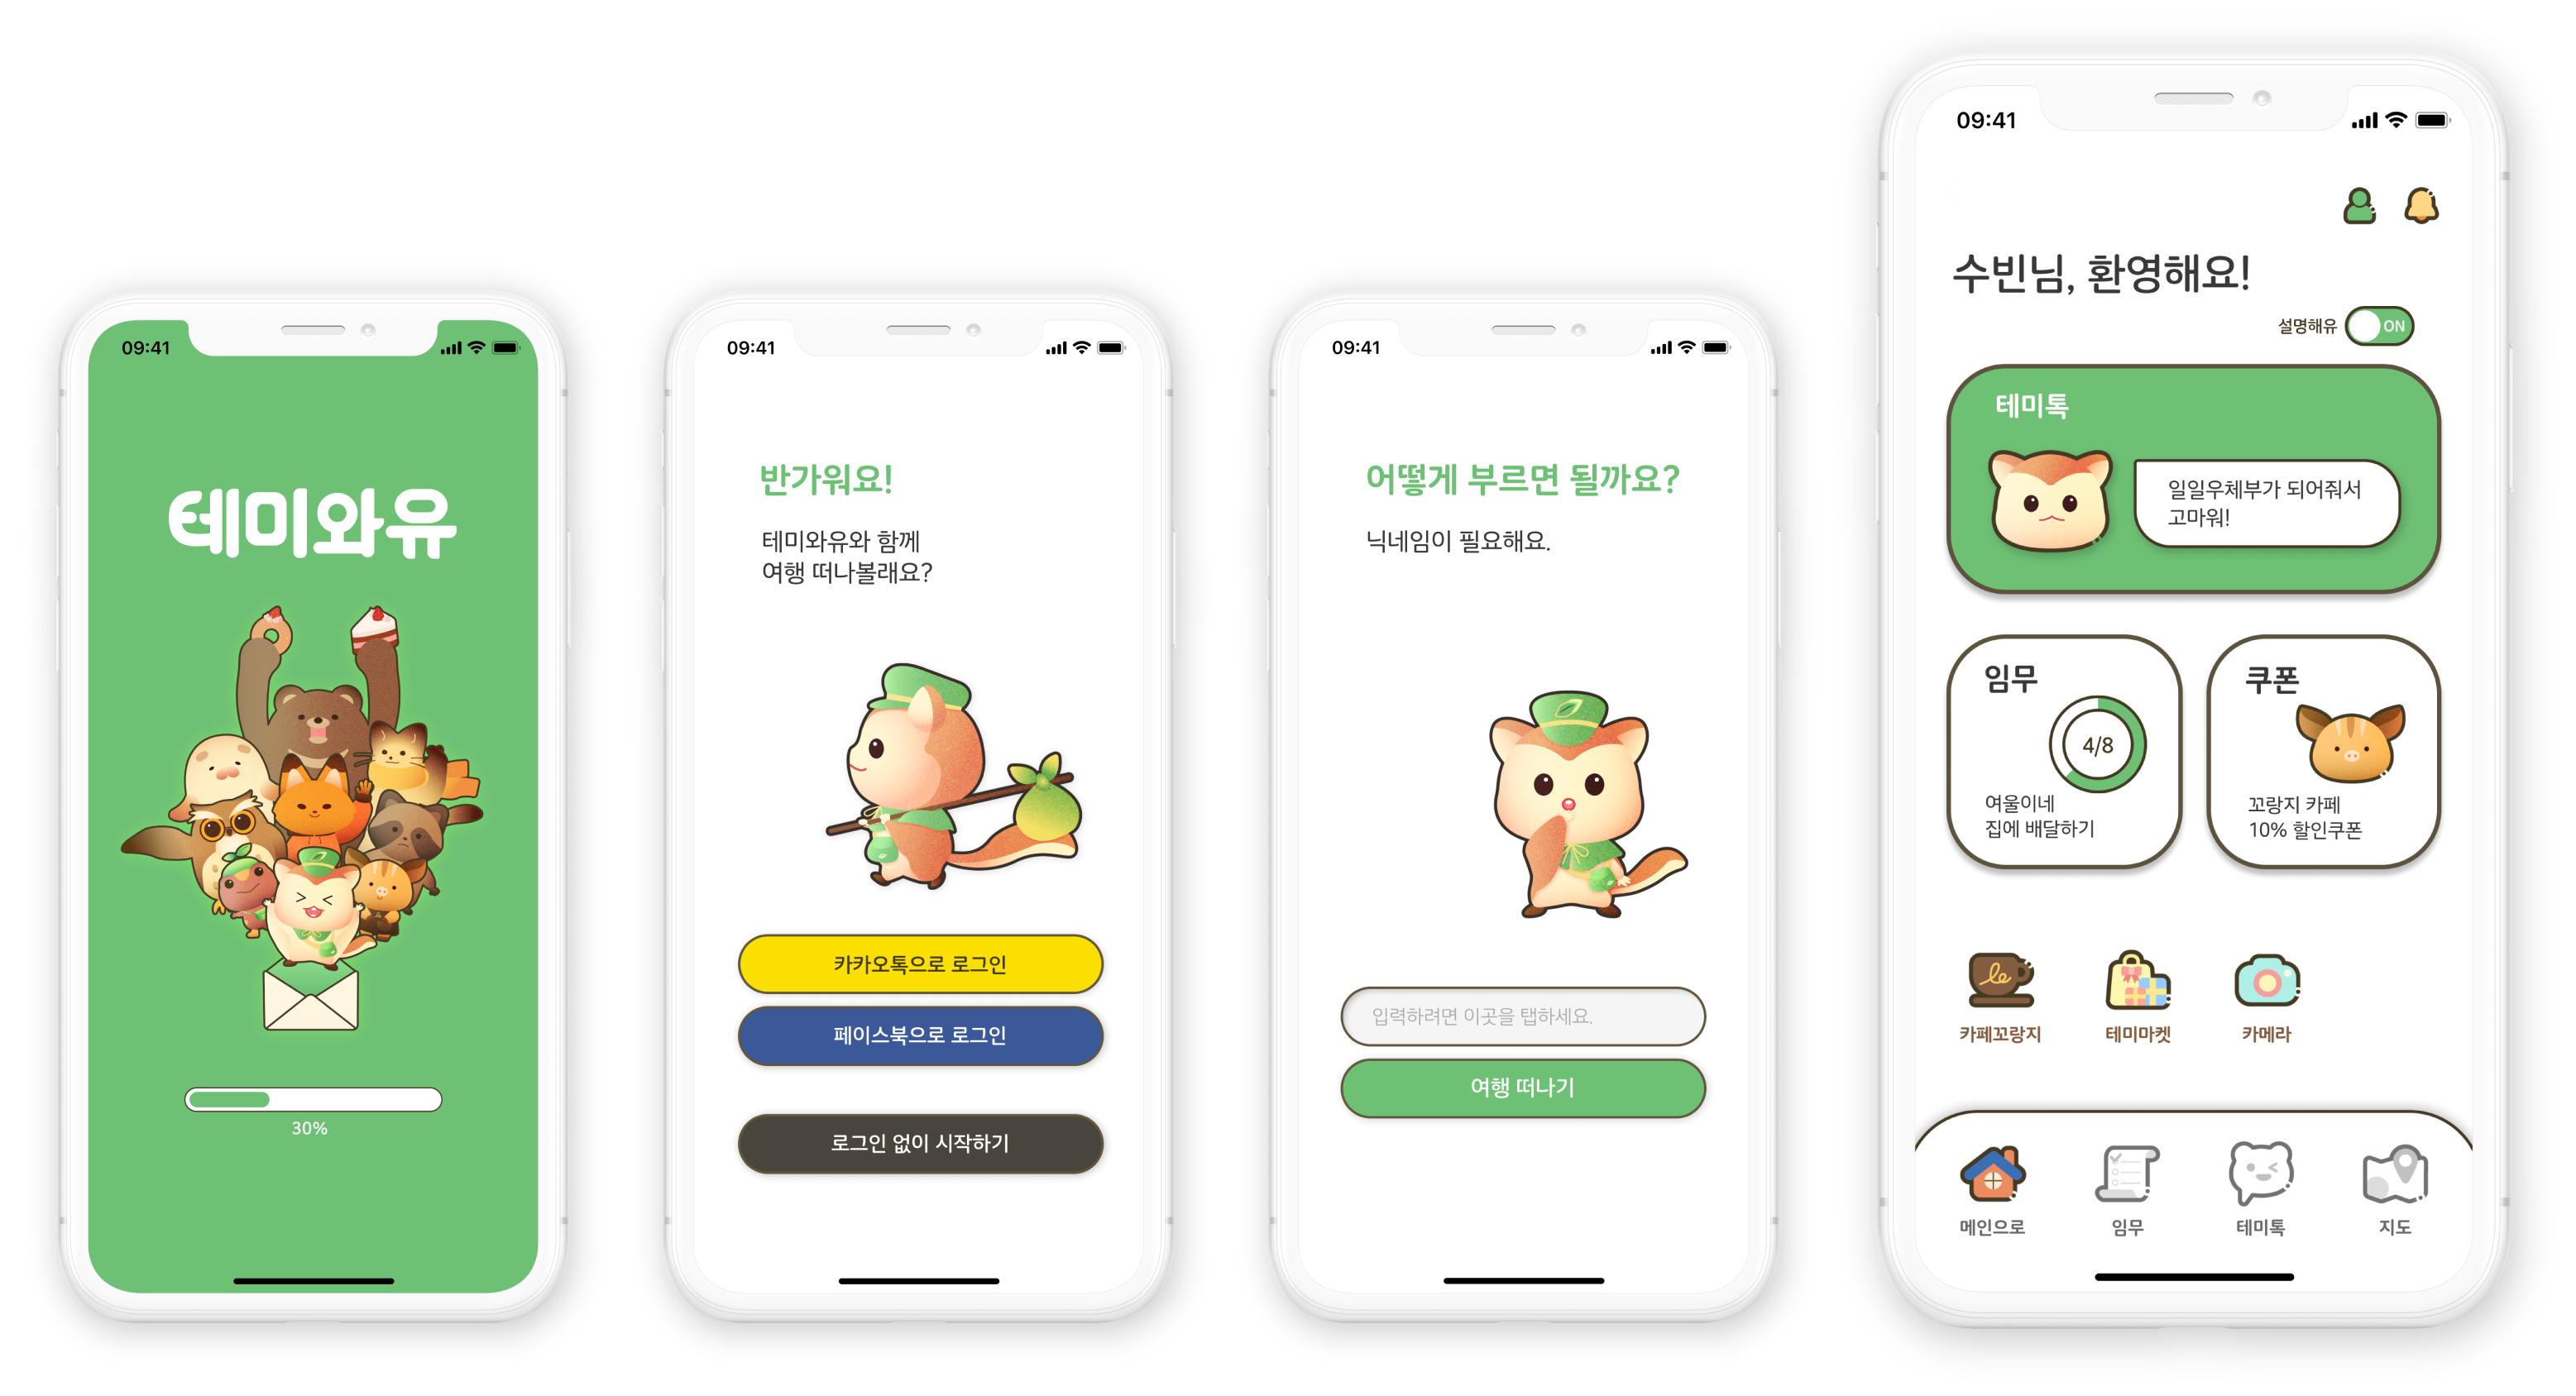 09:41
테미와유
30%
09:41
반가워요!
테미와유와 함께
여행 떠나볼래요?
카카오톡으로 로그인
페이스북으로 로그인
로그인 없이 시작하기
09:41
어떻게 부르면 될까요?
닉네임이 필요해요.
입력하려면 이곳을 탭하세요.
여행 떠나기
09:41
수빈님, 환영해요!
설명해유 ON
테미톡
일일우체부가 되어줘서
고마워!
임무
4/8
여울이네
집에 배달하기
쿠폰
꼬랑지 카페
10% 할인쿠폰
le
카페꼬랑지
테미마켓
카메라
메인으로
임무
테미톡
지도